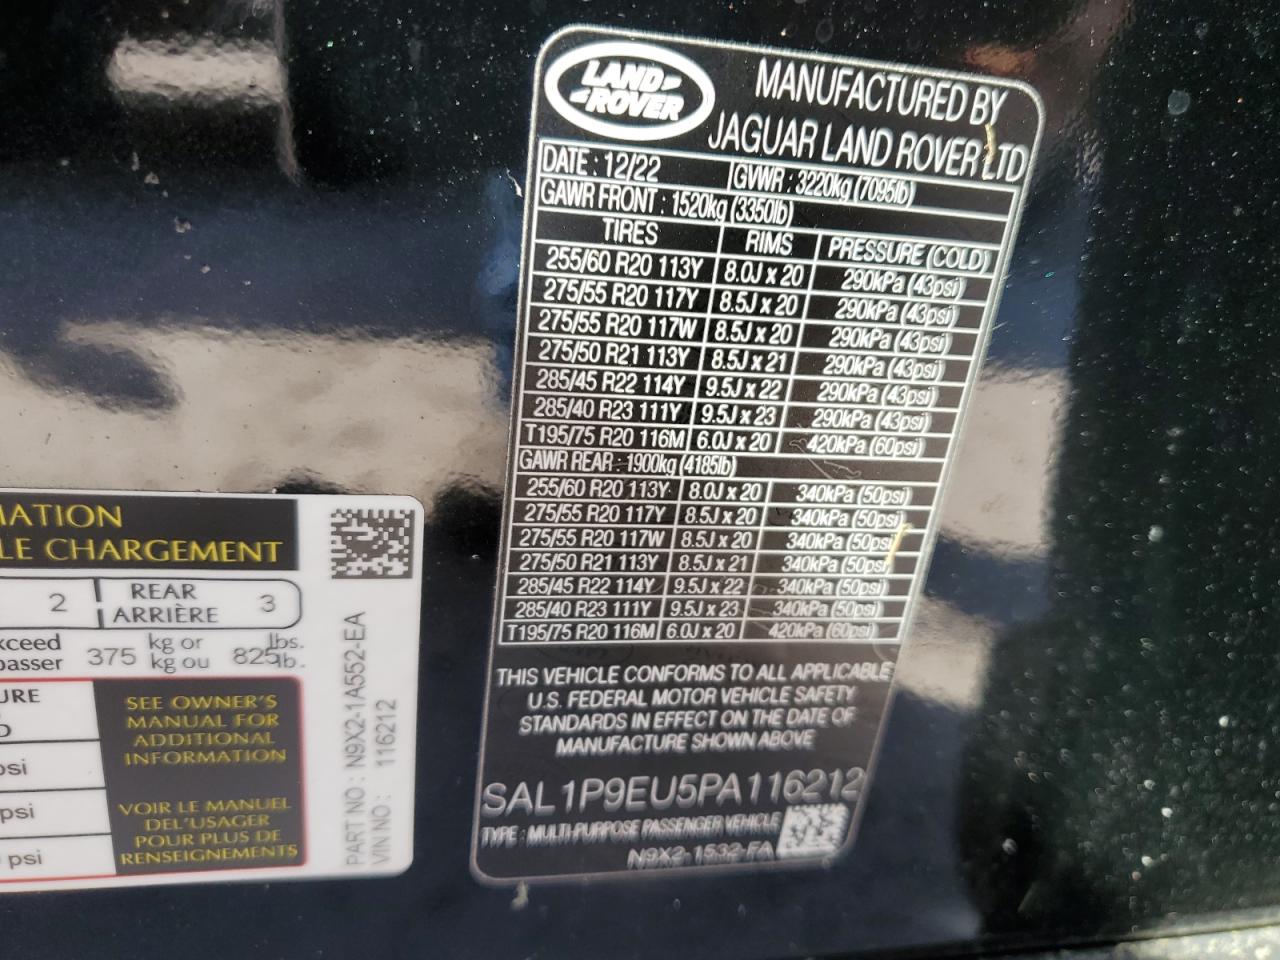 LAND
ROVER
MANUFACTURED BY
JAGUAR LAND ROVER LTD
DATE : 12/22 GVWR : 3220kg (7095lb)
GAWR FRONT : 1520kg (3350lb)
TIRES RIMS PRESSURE (COLD)
255/60 R20 113Y 8.0J x 20 290kPa (43psi)
275/55 R20 117Y 8.5J x 20 290kPa (43psi)
275/55 R20 117W 8.5J x 20 290kPa (43psi)
275/50 R21 113Y 8.5J x 21 290kPa (43psi)
285/45 R22 114Y 9.5J x 22 290kPa (43psi)
285/40 R23 111Y 9.5J x 23 290kPa (43psi)
T195/75 R20 116M 6.0J x 20 420kPa (60psi)
GAWR REAR : 1900kg (4185lb)
255/60 R20 113Y 8.0J x 20 340kPa (50psi)
275/55 R20 117Y 8.5J x 20 340kPa (50psi)
275/55 R20 117W 8.5J x 20 340kPa (50psi)
275/50 R21 113Y 8.5J x 21 340kPa (50psi)
285/45 R22 114Y 9.5J x 22 340kPa (50psi)
285/40 R23 111Y 9.5J x 23 340kPa (50psi)
T195/75 R20 116M 6.0J x 20 420kPa (60psi)
THIS VEHICLE CONFORMS TO ALL APPLICABLE
U.S. FEDERAL MOTOR VEHICLE SAFETY
STANDARDS IN EFFECT ON THE DATE OF
MANUFACTURE SHOWN ABOVE
SAL1P9EU5PA116212
TYPE : MULTI-PURPOSE PASSENGER VEHICLE
N9X2-1532-FA
MATION
LE CHARGEMENT
2 REAR 3
ARRIÈRE
xceed 375 kg or 825 lbs.
passer kg ou lb.
URE
D
psi
psi
psi
SEE OWNER'S
MANUAL FOR
ADDITIONAL
INFORMATION
VOIR LE MANUEL
DEL'USAGER
POUR PLUS DE
RENSEIGNEMENTS
PART NO : N9X2-1A552-EA
VIN NO : 116212